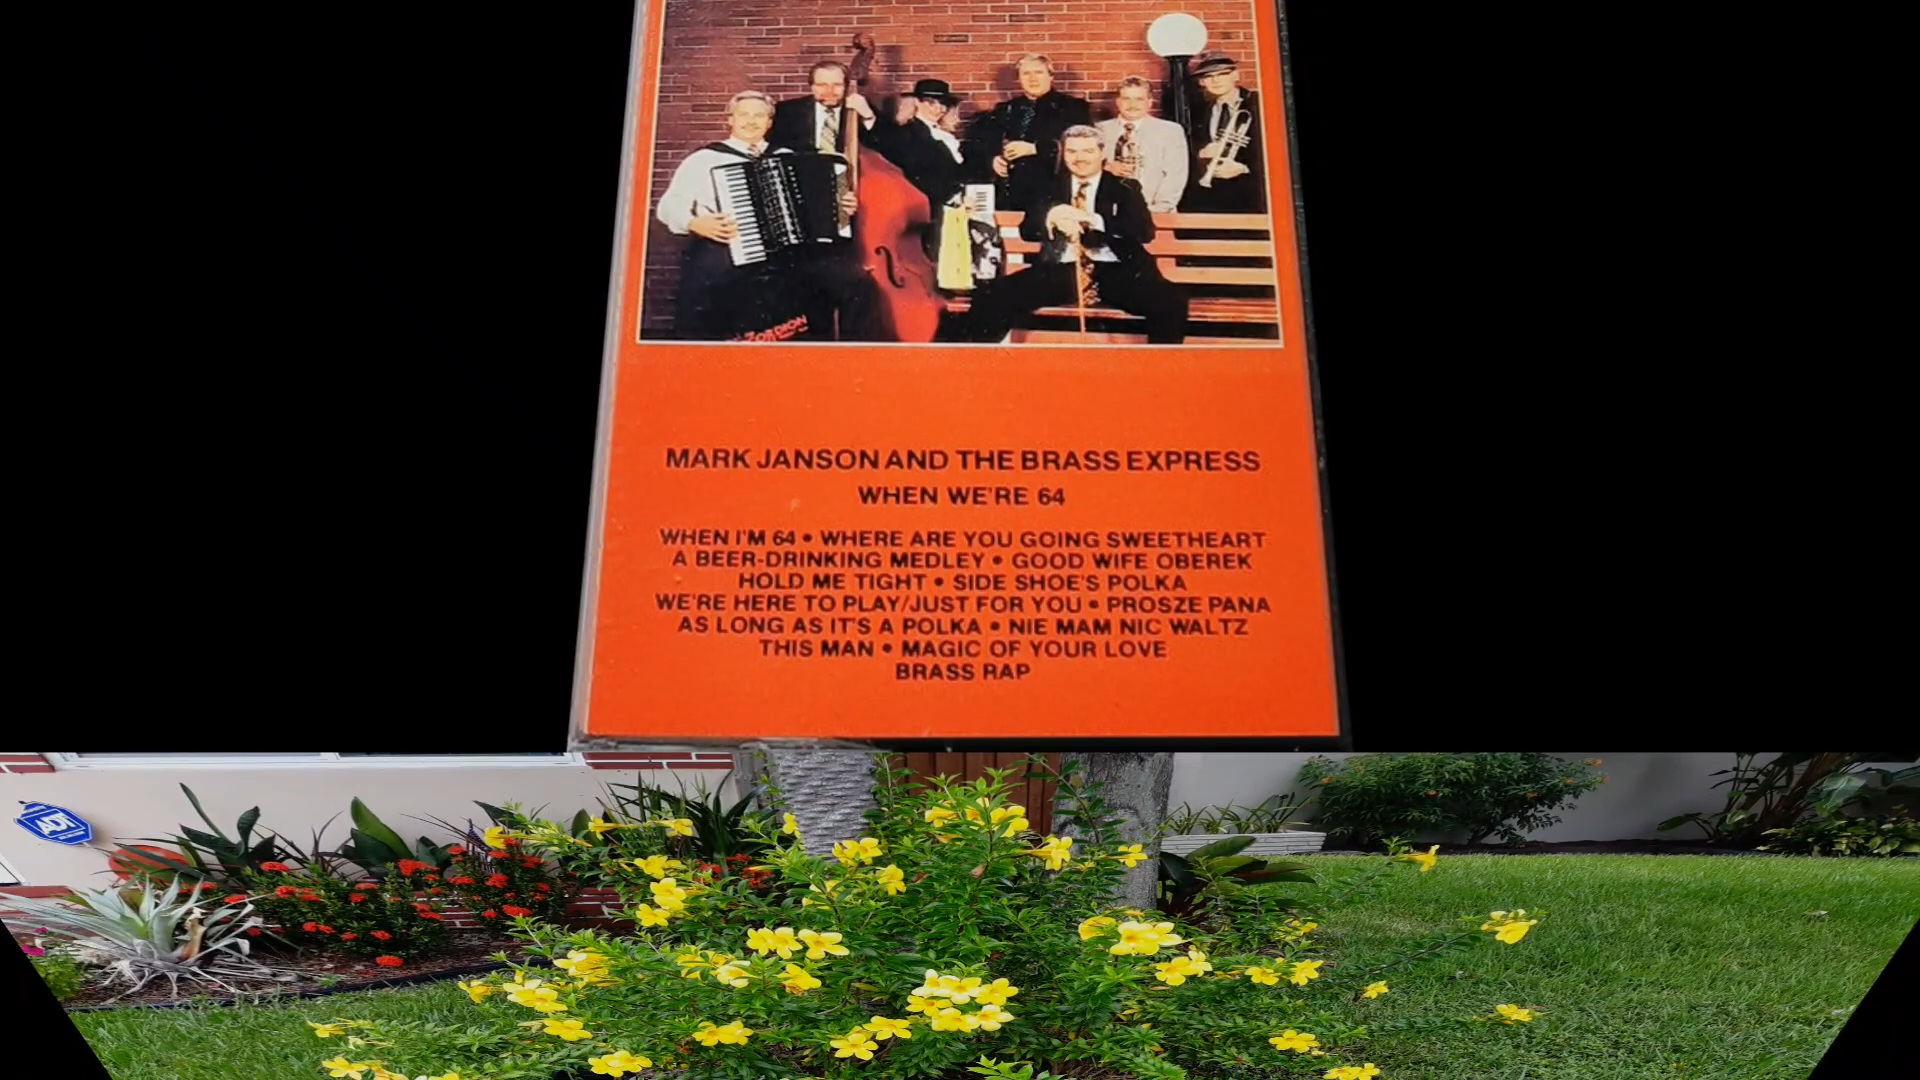 ZORDION
MARK JANSON AND THE BRASS EXPRESS
WHEN WE'RE 64
WHEN I'M 64 • WHERE ARE YOU GOING SWEETHEART
A BEER-DRINKING MEDLEY • GOOD WIFE OBEREK
HOLD ME TIGHT • SIDE SHOE'S POLKA
WE'RE HERE TO PLAY/JUST FOR YOU • PROSZE PANA
AS LONG AS IT'S A POLKA • NIE MAM NIC WALTZ
THIS MAN • MAGIC OF YOUR LOVE
BRASS RAP
ADT